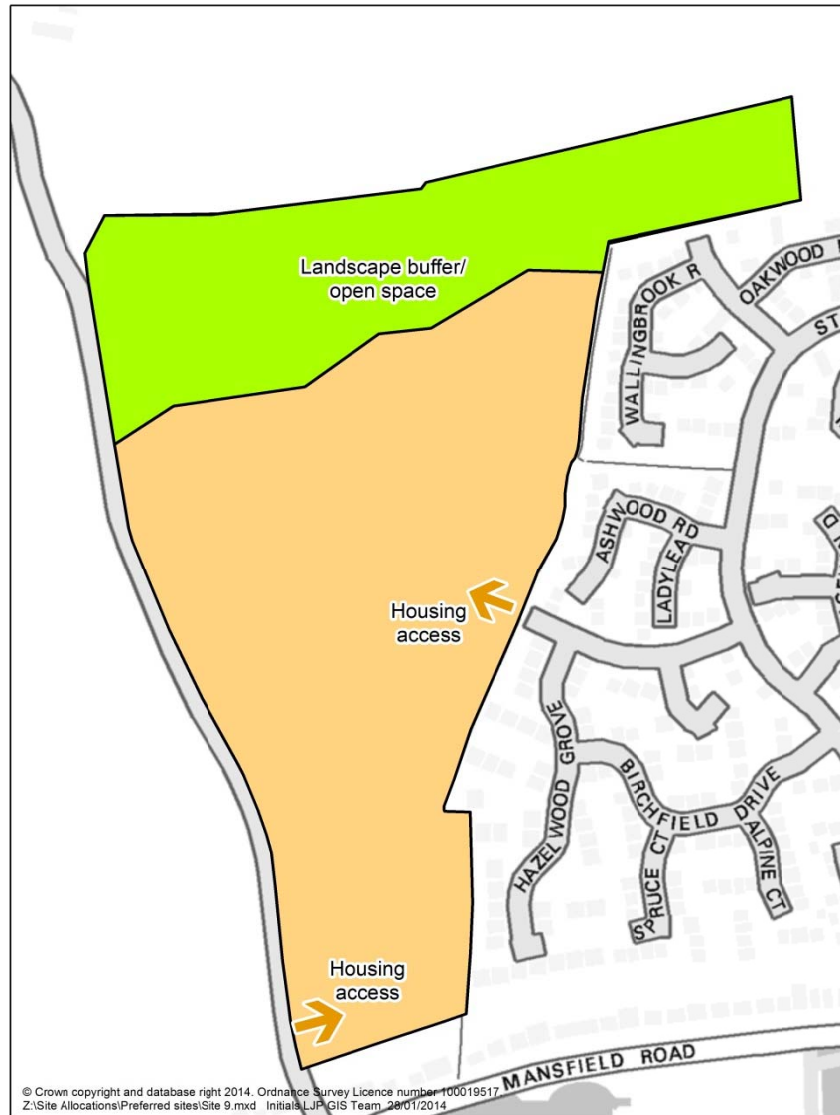 Landscape buffer/
open space
WALLINGBROOK R
OAKWOOD
ST
ASHWOOD RD
LADYLEA
Housing
access
HAZELWOOD GROVE
BIRCHFIELD DRIVE
SPRUCE CT
ALPINE CT
Housing
access
MANSFIELD ROAD
© Crown copyright and database right 2014. Ordnance Survey Licence number 100019517.
Z:\Site Allocations\Preferred sites\Site 9.mxd Initials LJP GIS Team 28/01/2014